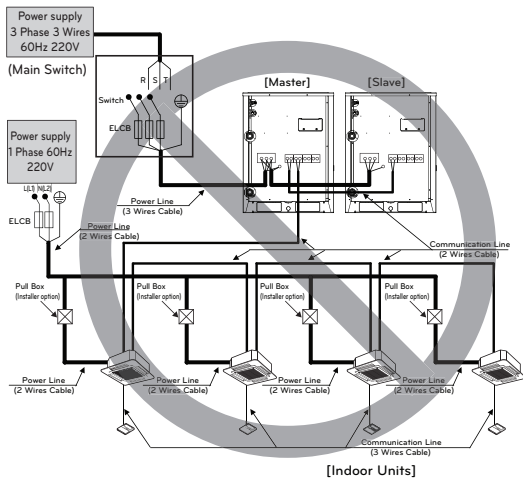 Power supply
3 Phase 3 Wires
60Hz 220V
(Main Switch)
R S T
Switch
ELCB
[Master]
[Slave]
Power supply
1 Phase 60Hz
220V
L(L1) N(L2)
ELCB
Power Line
(3 Wires Cable)
Power Line
(2 Wires Cable)
Communication Line
(2 Wires Cable)
Pull Box
(Installer option)
Pull Box
(Installer option)
Pull Box
(Installer option)
Pull Box
(Installer option)
Power Line
(2 Wires Cable)
Power Line
(2 Wires Cable)
Power Line
(2 Wires Cable)
Power Line
(2 Wires Cable)
Communication Line
(3 Wires Cable)
[Indoor Units]